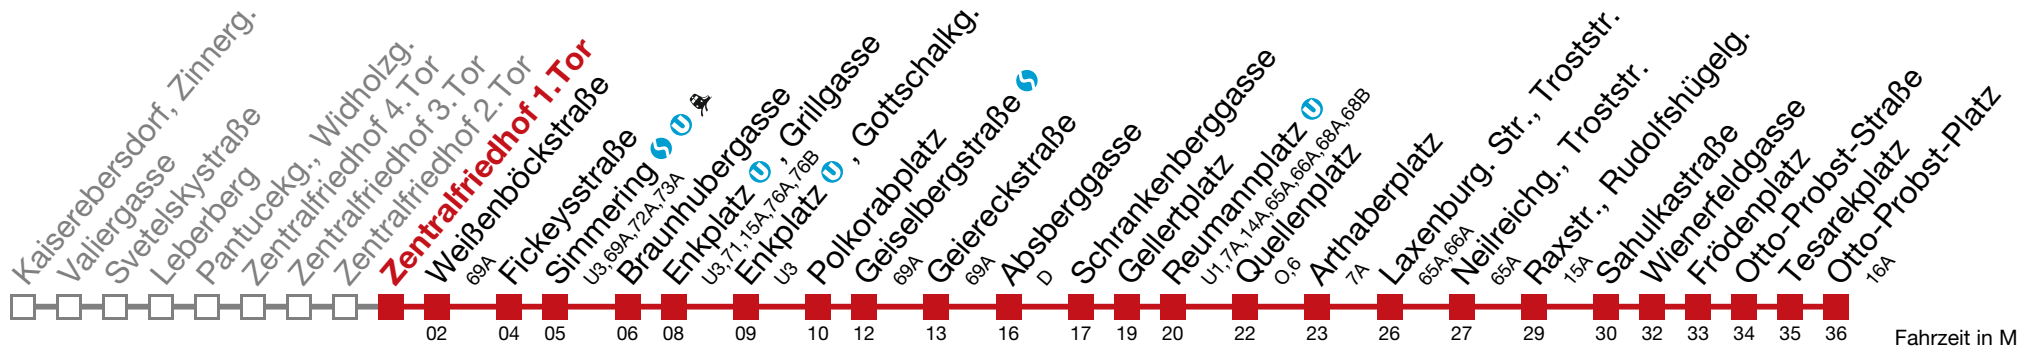 Kaiserebersdorf, Zinnerg.
Valiergasse
Svetelskystraße
Leberberg
Pantucekg., Widholzg.
Zentralfriedhof 4.Tor
Zentralfriedhof 3.Tor
Zentralfriedhof 2.Tor
Zentralfriedhof 1.Tor
Weißenböckstraße
69A
Fickeysstraße
Simmering S U
U3,69A,72A,73A
Braunhubergasse
Enkplatz U , Grillgasse
U3,71,15A,76A,76B
Enkplatz U , Gottschalkg.
U3
Polkorabplatz
Geiselbergstraße S
69A
Geiereckstraße
69A
Absberggasse
D
Schrankenberggasse
Gellertplatz
Reumannplatz U
U1,7A,14A,65A,66A,68A,68B
Quellenplatz
O,6
Arthaberplatz
7A
Laxenburg. Str., Troststr.
65A,66A
Neilreichg., Troststr.
65A
Raxstr., Rudolfshügelg.
15A
Sahulkastraße
Wienerfeldgasse
Frödenplatz
Otto-Probst-Straße
Tesarekplatz
Otto-Probst-Platz
16A
02 04 05 06 08 09 10 12 13 16 17 19 20 22 23 26 27 29 30 32 33 34 35 36 Fahrzeit in M